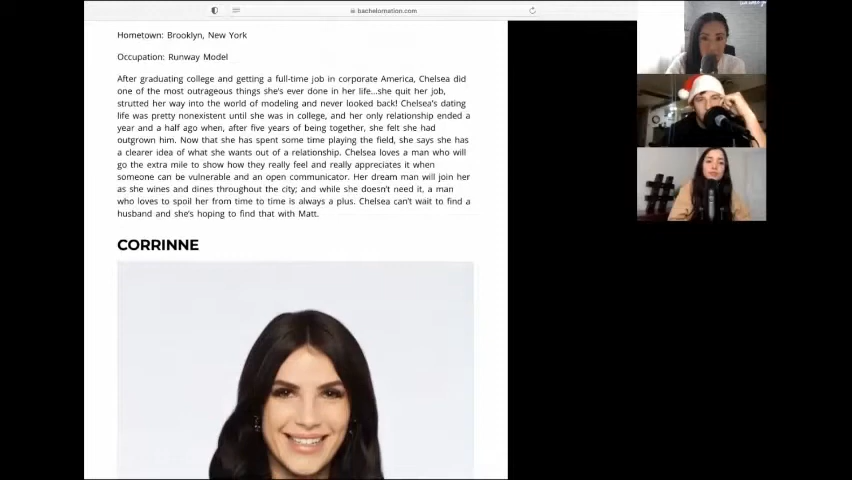 bachelornation.com
Hometown: Brooklyn, New York
Occupation: Runway Model
After graduating college and getting a full-time job in corporate America, Chelsea did
one of the most outrageous things she's ever done in her life...she quit her job,
strutted her way into the world of modeling and never looked back! Chelsea's dating
life was pretty nonexistent until she was in college, and her only relationship ended a
year and a half ago when, after five years of being together, she felt she had
outgrown him. Now that she has spent some time playing the field, she says she has
a clearer idea of what she wants out of a relationship. Chelsea loves a man who will
go the extra mile to show how they really feel and really appreciates it when
someone can be vulnerable and an open communicator. Her dream man will join her
as she wines and dines throughout the city; and while she doesn't need it, a man
who loves to spoil her from time to time is always a plus. Chelsea can't wait to find a
husband and she's hoping to find that with Matt.
CORRINNE